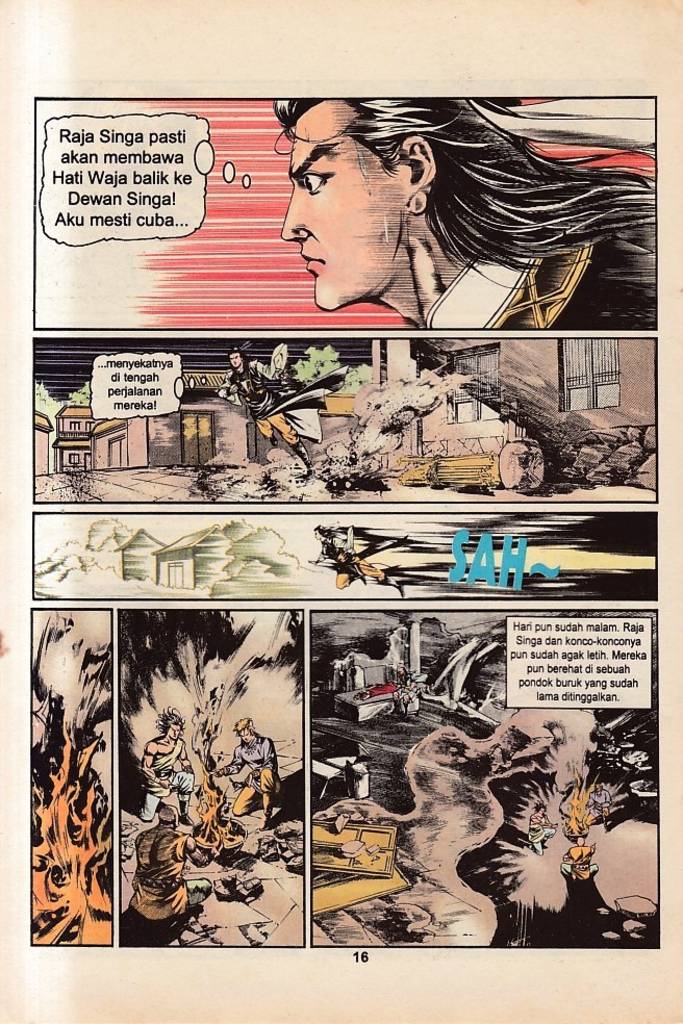 Raja Singa pasti
akan membawa
Hati Waja balik ke
Dewan Singa!
Aku mesti cuba...
...menyekatnya
di tengah
perjalanan
mereka!
SAH~
Hari pun sudah malam. Raja
Singa dan konco-konconya
pun sudah agak letih. Mereka
pun berehat di sebuah
pondok buruk yang sudah
lama ditinggalkan.
16